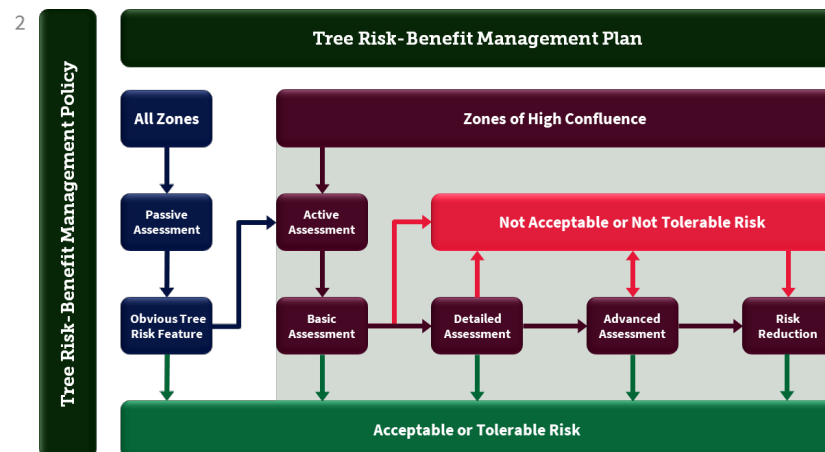 2
Tree Risk-Benefit Management Policy
Tree Risk-Benefit Management Plan
All Zones
Zones of High Confluence
Passive
Assessment
Active
Assessment
Not Acceptable or Not Tolerable Risk
Obvious Tree
Risk Feature
Basic
Assessment
Detailed
Assessment
Advanced
Assessment
Risk
Reduction
Acceptable or Tolerable Risk